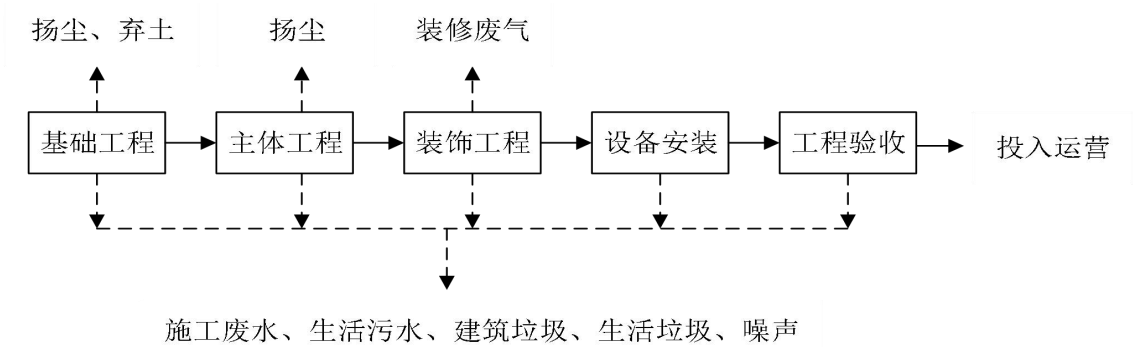 扬尘、弃土
扬尘
装修废气
基础工程
主体工程
装饰工程
设备安装
工程验收
投入运营
施工废水、生活污水、建筑垃圾、生活垃圾、噪声